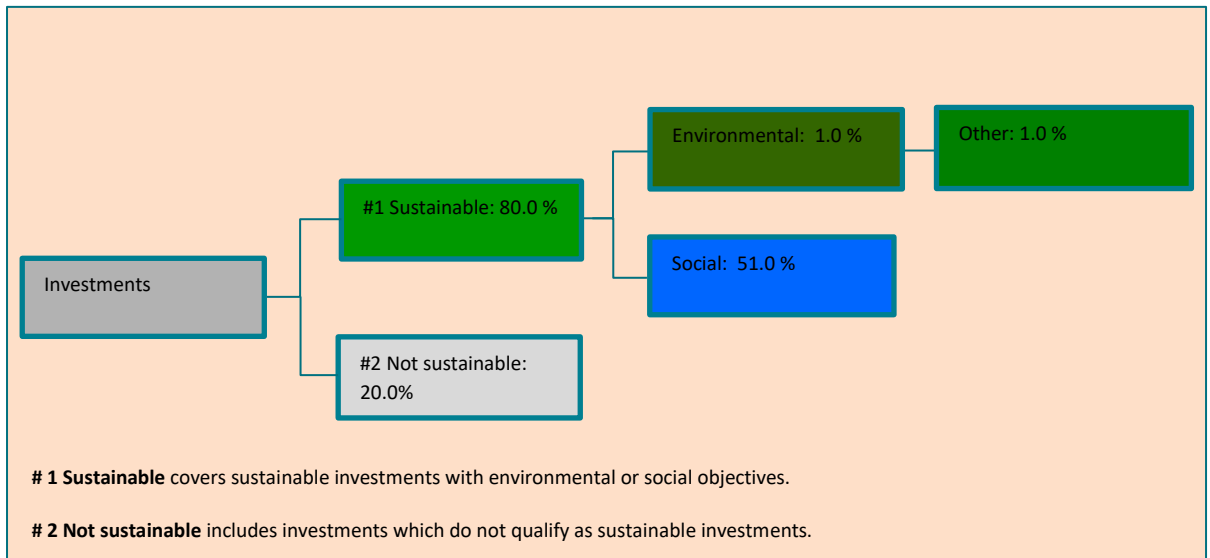 Investments
#1 Sustainable: 80.0 %
#2 Not sustainable:
20.0%
Environmental:  1.0 %
Social:  51.0 %
Other: 1.0 %
# 1 Sustainable covers sustainable investments with environmental or social objectives.
# 2 Not sustainable includes investments which do not qualify as sustainable investments.